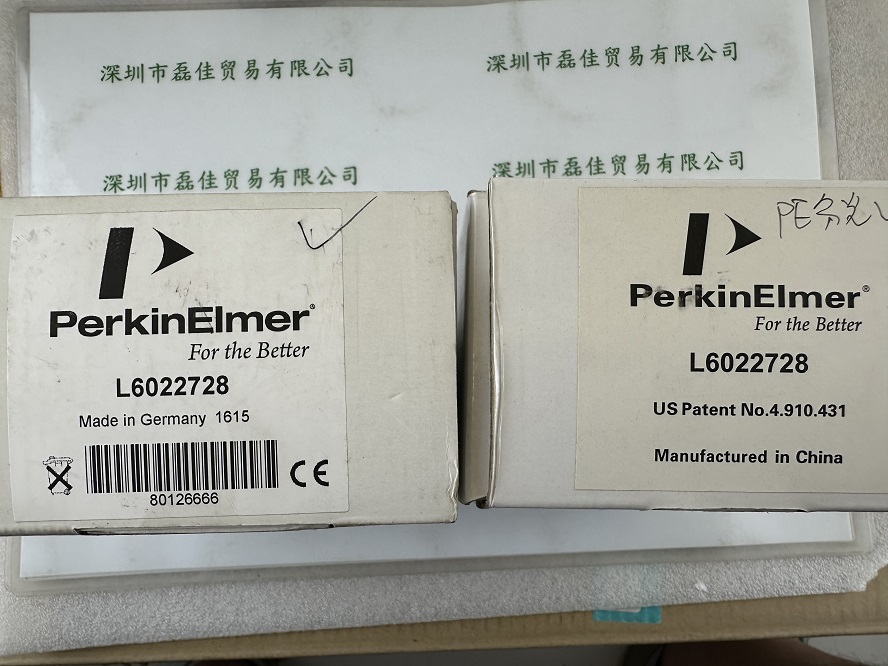 深圳市磊佳贸易有限公司
深圳市磊佳贸易有限公司
深圳市磊佳贸易有限公司
深圳市磊佳贸易有限公司
PerkinElmer®
For the Better
L6022728
Made in Germany 1615
80126666
CE
PE
PerkinElmer®
For the Better
L6022728
US Patent No.4.910.431
Manufactured in China